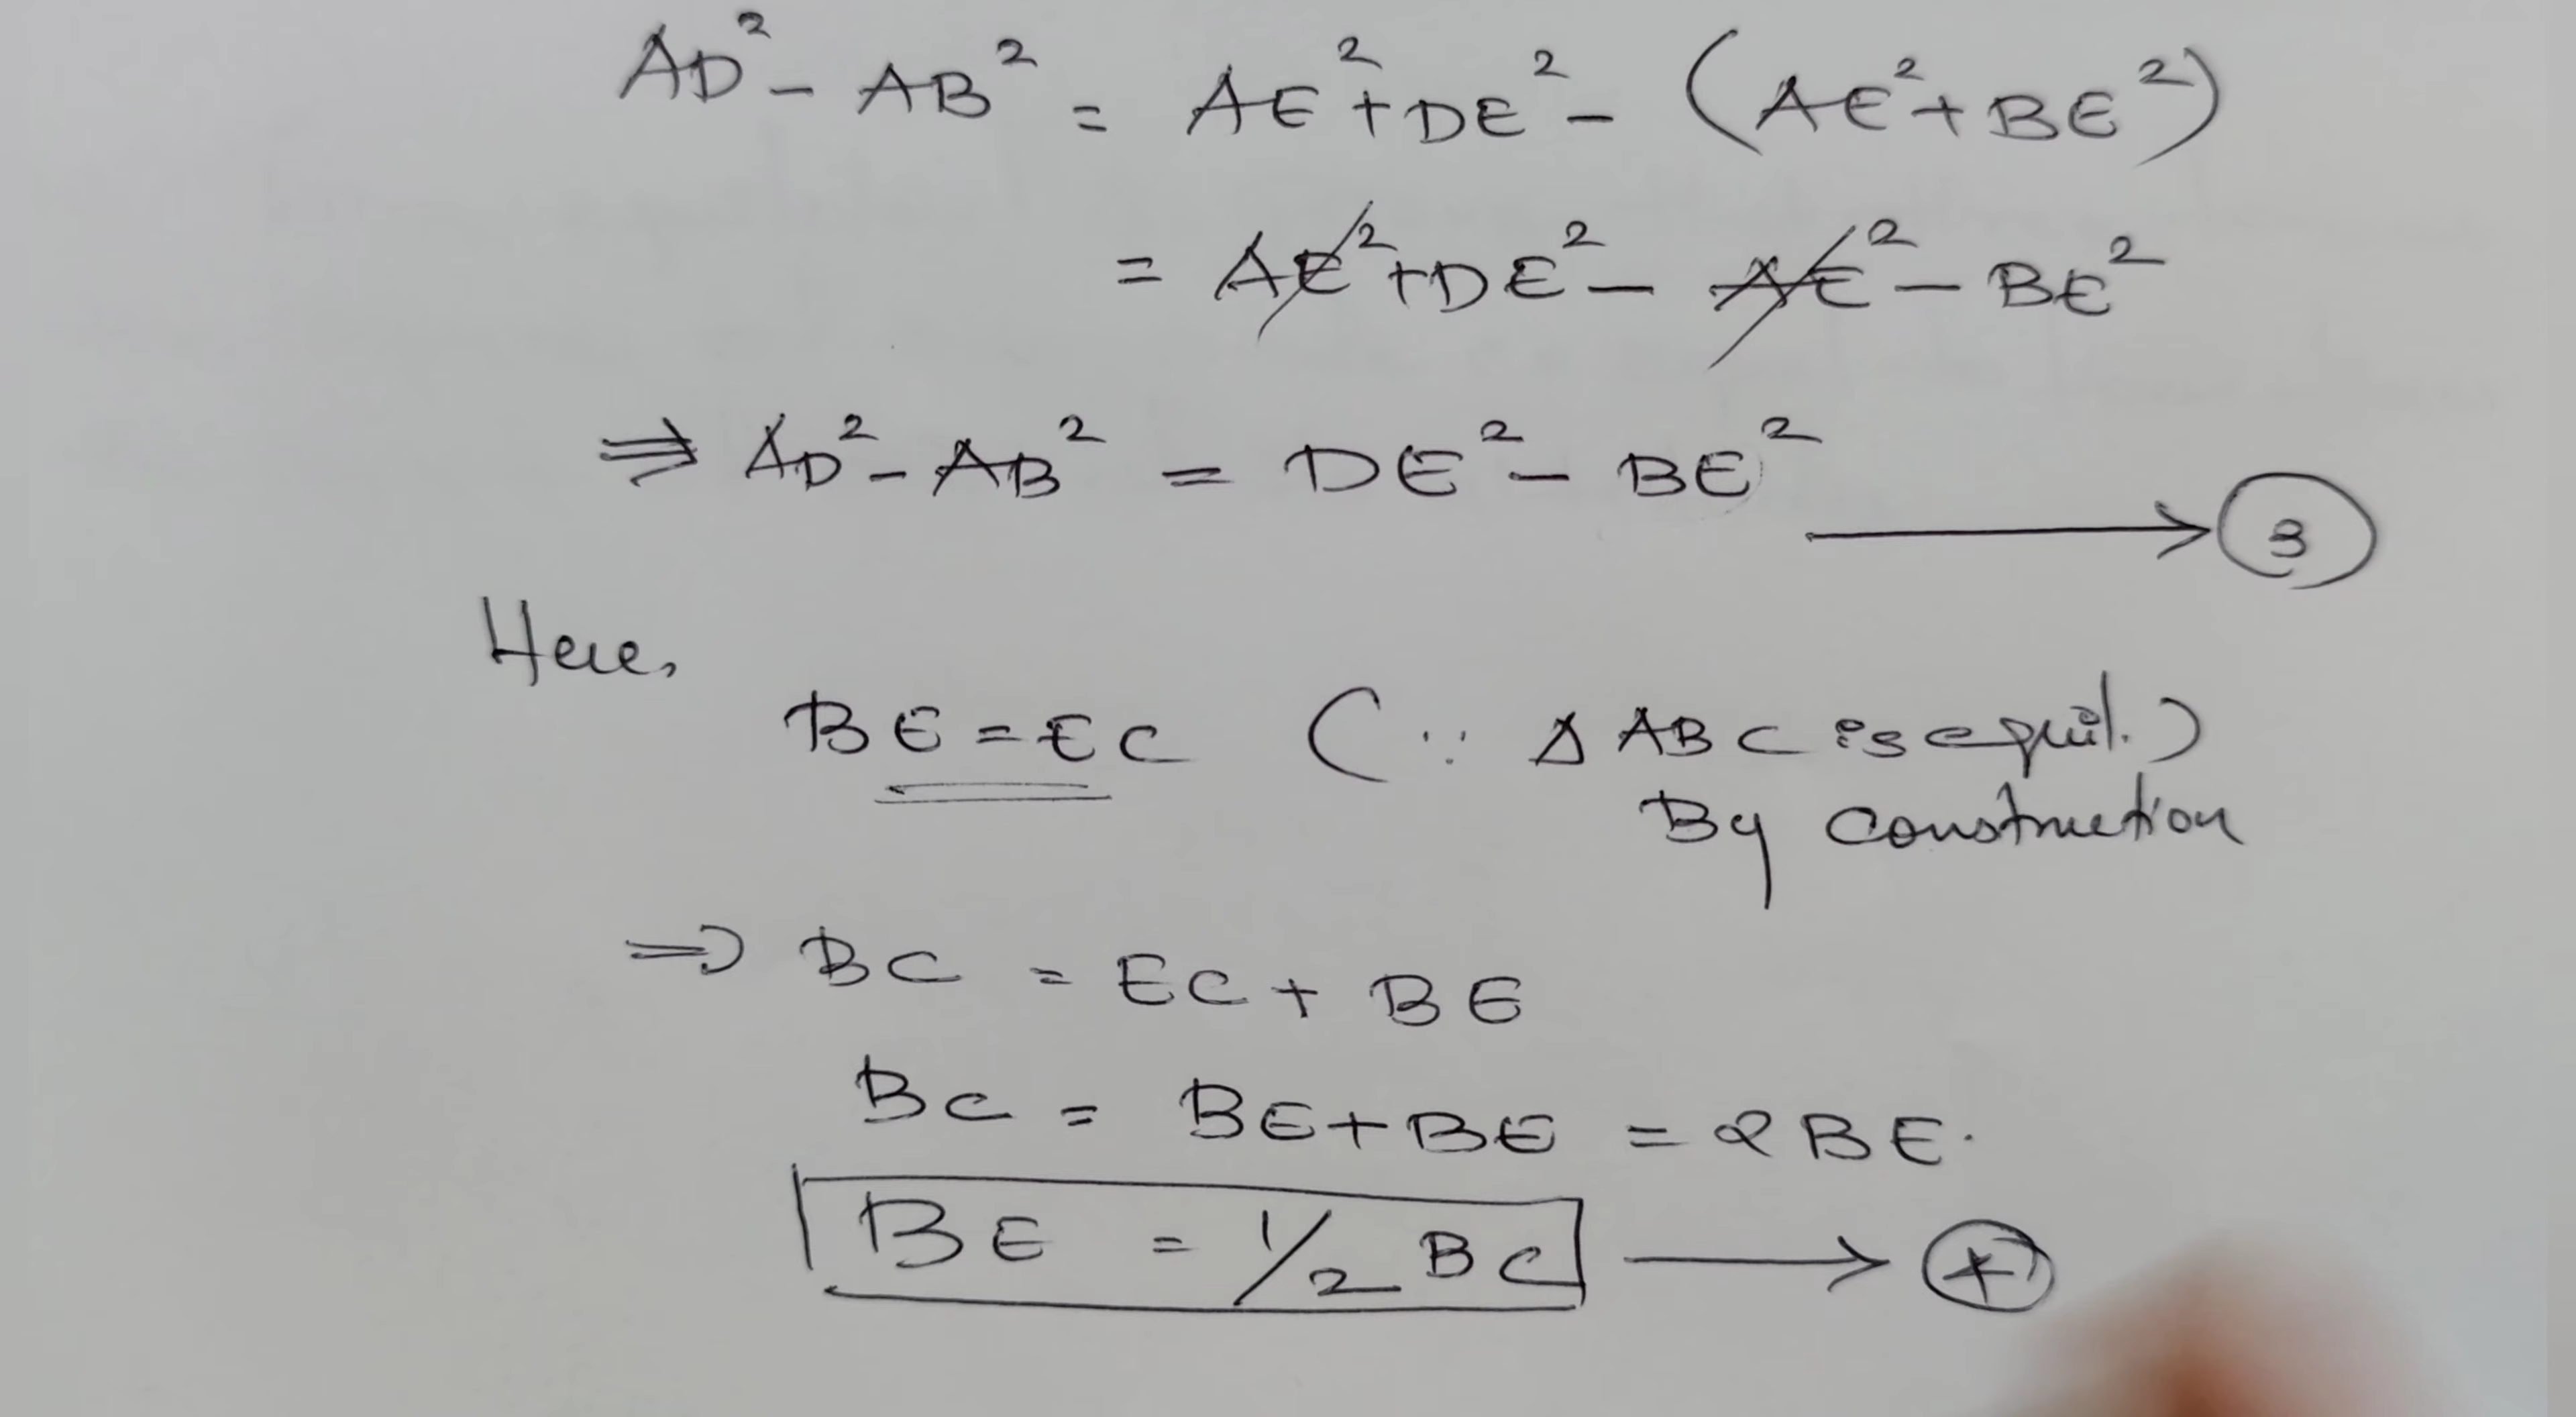 AD² - AB² = AE² + DE² - (AE² + BE²)
= AE² + DE² - AE² - BE²
⇒ AD² - AB² = DE² - BE² → 3
Here,
BE = EC (∵ Δ ABC is equil.)
By construction
⇒ BC = EC + BE
BC = BE + BE = 2BE.
BE = 1/2 BC → 4